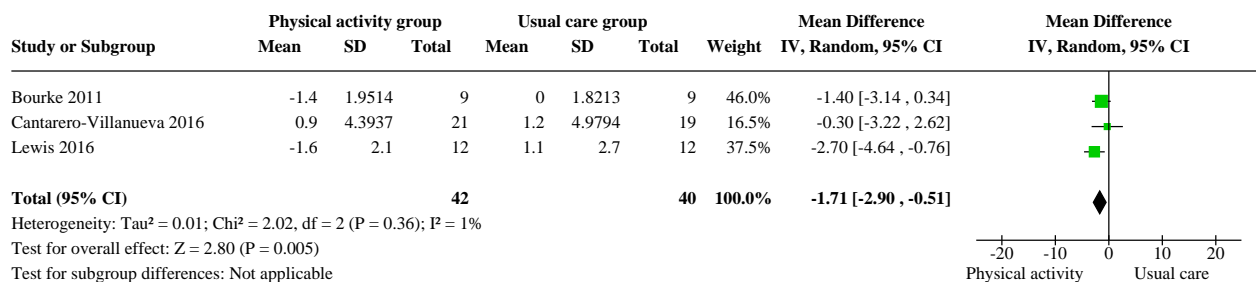 Physical activity group Usual care group Mean Difference Mean Difference
Study or Subgroup Mean SD Total Mean SD Total Weight IV, Random, 95% CI IV, Random, 95% CI
Bourke 2011 -1.4 1.9514 9 0 1.8213 9 46.0% -1.40 [-3.14 , 0.34]
Cantarero-Villanueva 2016 0.9 4.3937 21 1.2 4.9794 19 16.5% -0.30 [-3.22 , 2.62]
Lewis 2016 -1.6 2.1 12 1.1 2.7 12 37.5% -2.70 [-4.64 , -0.76]
Total (95% CI) 42 40 100.0% -1.71 [-2.90 , -0.51]
Heterogeneity: Tau² = 0.01; Chi² = 2.02, df = 2 (P = 0.36); I² = 1%
Test for overall effect: Z = 2.80 (P = 0.005)
Test for subgroup differences: Not applicable
-20 -10 0 10 20
Physical activity Usual care